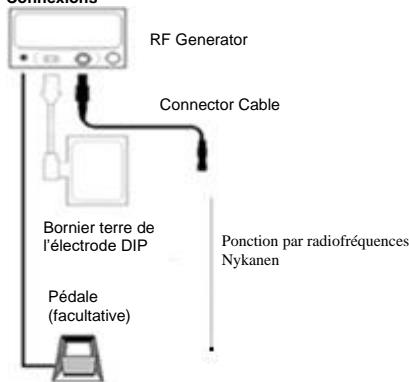 Connexions
RF Generator
Connector Cable
Bornier terre de
l'électrode DIP
Ponction par radiofréquences
Nykanen
Pédale
(facultative)